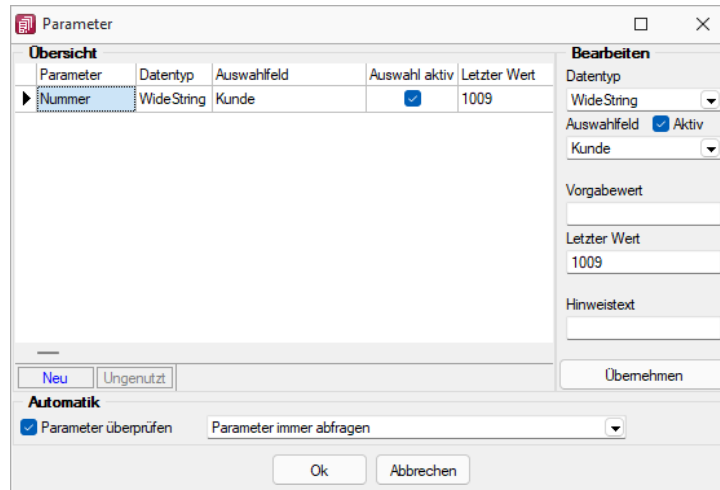 Parameter
Übersicht
Parameter Datentyp Auswahlfeld Auswahl aktiv Letzter Wert
Nummer WideString Kunde 1009
Neu Ungenutzt
Bearbeiten
Datentyp
WideString
Auswahlfeld Aktiv
Kunde
Vorgabewert
Letzter Wert
1009
Hinweistext
Übernehmen
Automatik
Parameter überprüfen Parameter immer abfragen
Ok Abbrechen